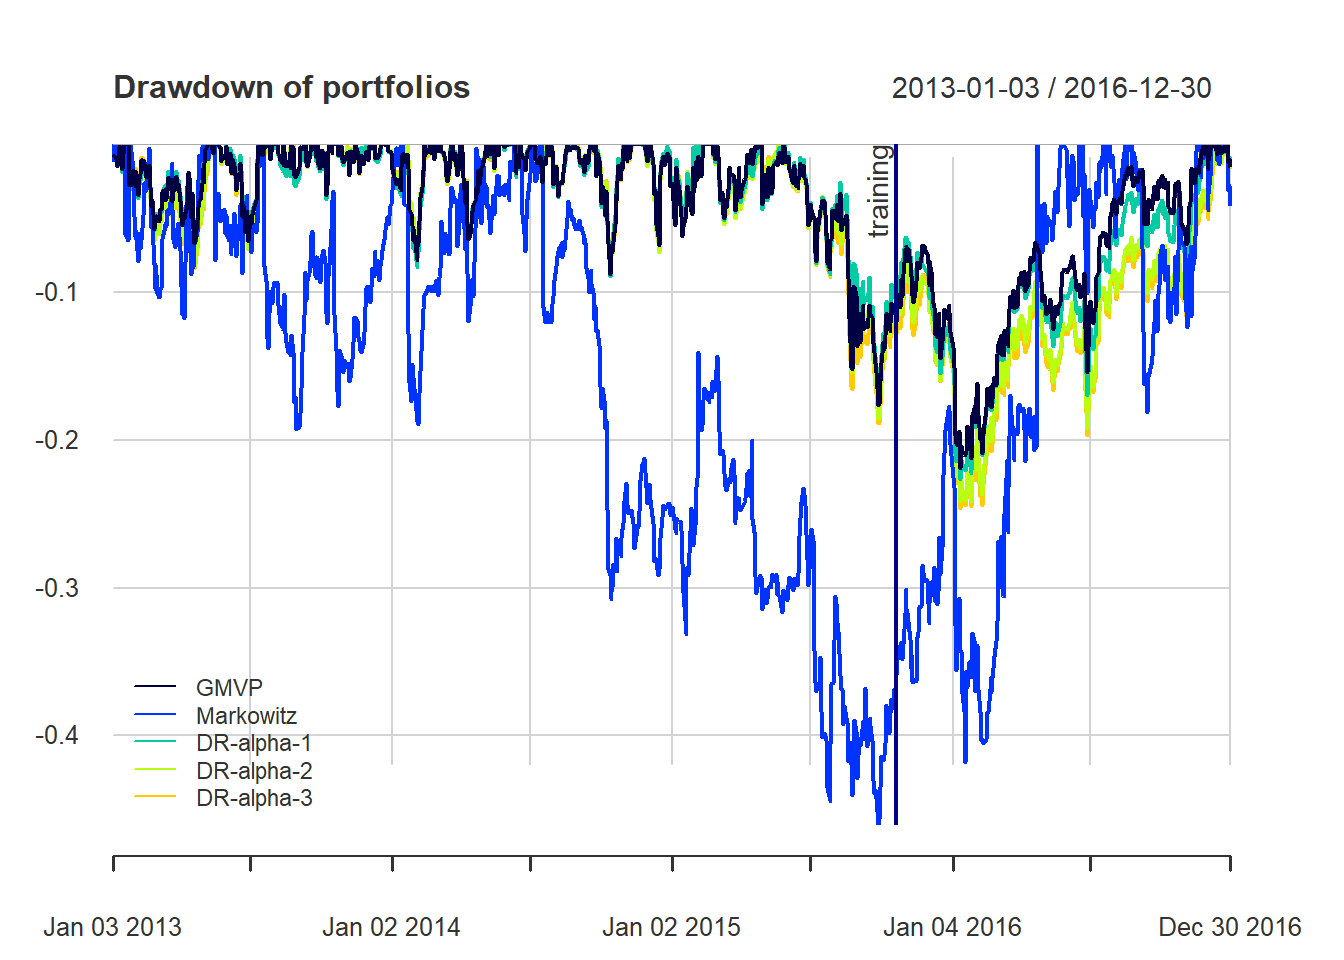 Drawdown of portfolios
2013-01-03 / 2016-12-30
training
-0.1
-0.2
-0.3
-0.4
GMVP
Markowitz
DR-alpha-1
DR-alpha-2
DR-alpha-3
Jan 03 2013
Jan 02 2014
Jan 02 2015
Jan 04 2016
Dec 30 2016